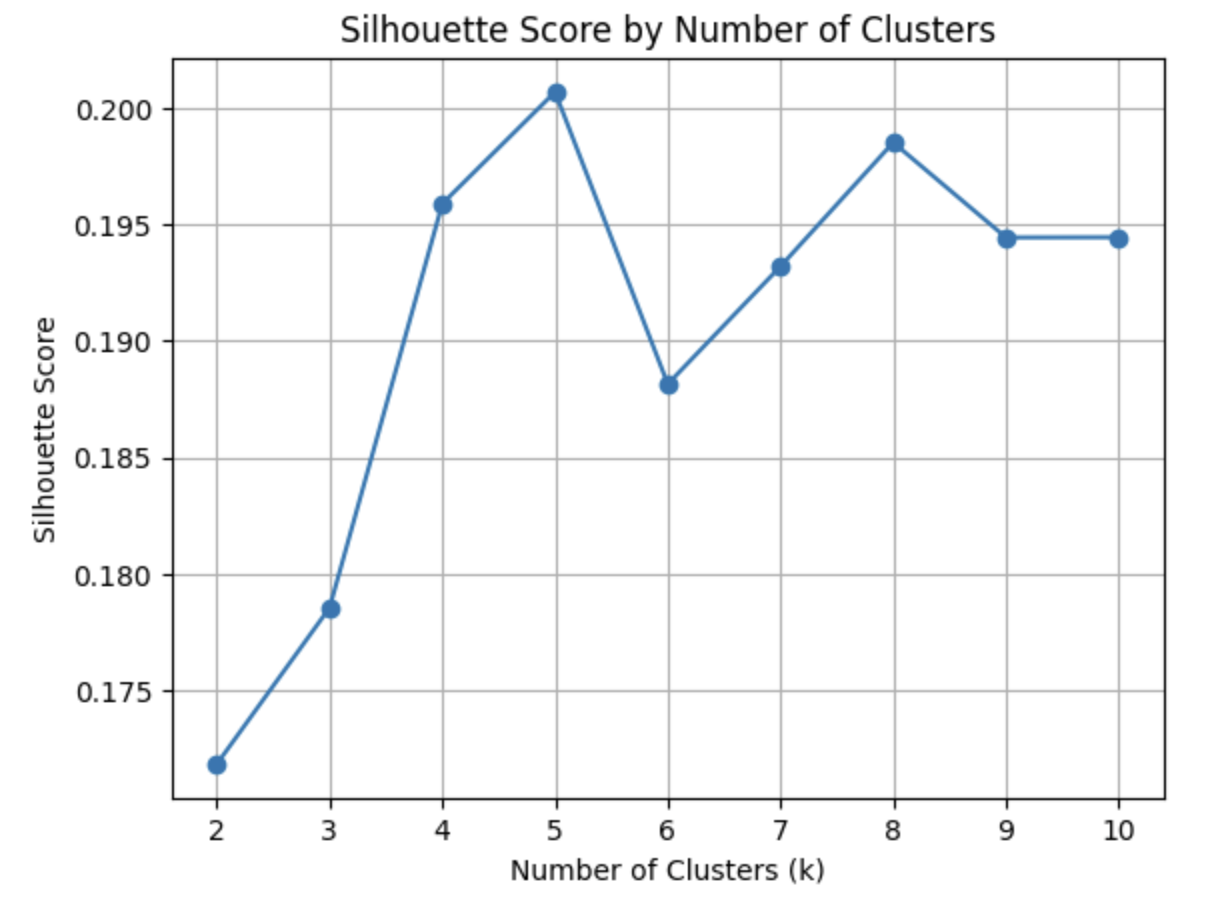 Silhouette Score by Number of Clusters
0.200
0.195
0.190
0.185
0.180
0.175
Silhouette Score
2 3 4 5 6 7 8 9 10
Number of Clusters (k)